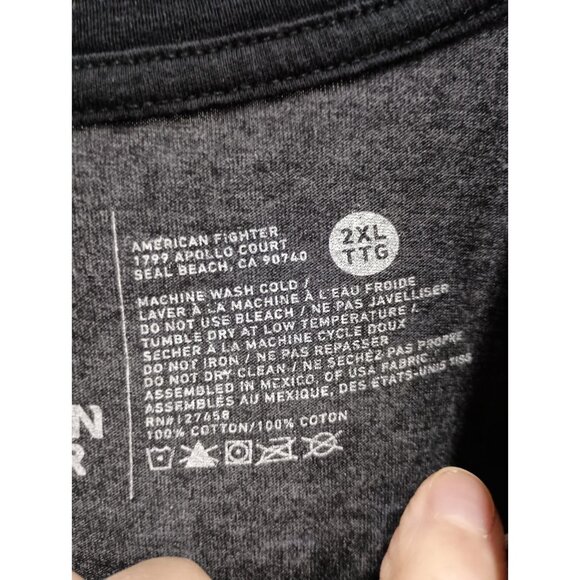 AMERICAN FIGHTER
1799 APOLLO COURT
SEAL BEACH, CA 90740
2XL
TTG
MACHINE WASH COLD /
LAVER À LA MACHINE À L'EAU FROIDE
DO NOT USE BLEACH / NE PAS JAVELLISER
TUMBLE DRY AT LOW TEMPERATURE /
SÉCHER À LA MACHINE CYCLE DOUX
DO NOT IRON / NE PAS REPASSER
DO NOT DRY CLEAN / NE SÉCHEZ PAS PROPRE
ASSEMBLED IN MEXICO, OF USA FABRIC /
ASSEMBLÉS AU MEXIQUE, DES ÉTATS-UNIS
RN#127458
100% COTTON/100% COTON
N
R